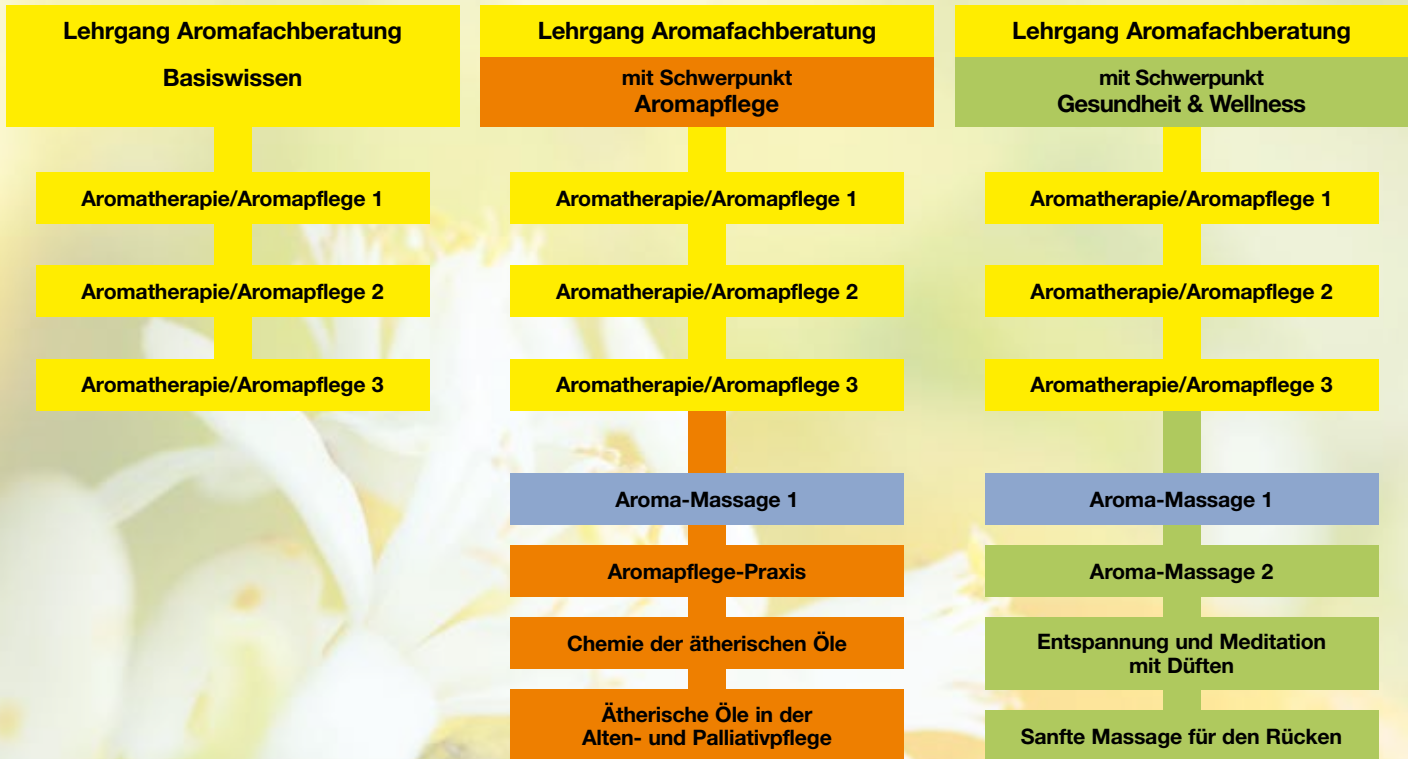 Lehrgang Aromafachberatung
Basiswissen
Aromatherapie/Aromapflege 1
Aromatherapie/Aromapflege 2
Aromatherapie/Aromapflege 3
Lehrgang Aromafachberatung
mit Schwerpunkt
Aromapflege
Aromatherapie/Aromapflege 1
Aromatherapie/Aromapflege 2
Aromatherapie/Aromapflege 3
Aroma-Massage 1
Aromapflege-Praxis
Chemie der ätherischen Öle
Ätherische Öle in der
Alten- und Palliativpflege
Lehrgang Aromafachberatung
mit Schwerpunkt
Gesundheit & Wellness
Aromatherapie/Aromapflege 1
Aromatherapie/Aromapflege 2
Aromatherapie/Aromapflege 3
Aroma-Massage 1
Aroma-Massage 2
Entspannung und Meditation
mit Düften
Sanfte Massage für den Rücken